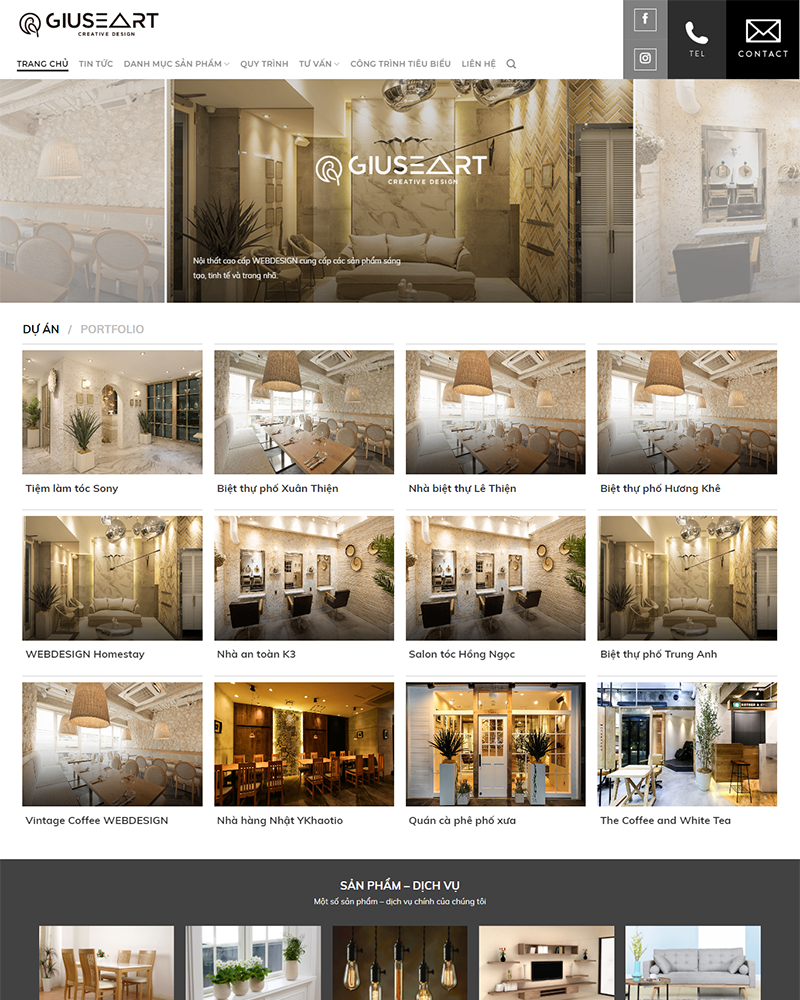 GIUSEART
CREATIVE DESIGN
TEL
CONTACT
TRANG CHỦ TIN TỨC DANH MỤC SẢN PHẨM QUY TRÌNH TƯ VẤN CÔNG TRÌNH TIÊU BIỂU LIÊN HỆ
GIUSEART
CREATIVE DESIGN
Nội thất cao cấp WEBDESIGN cung cấp các sản phẩm sáng
tạo, tinh tế và trang nhã.
DỰ ÁN / PORTFOLIO
Tiệm làm tóc Sony
Biệt thự phố Xuân Thiện
Nhà biệt thự Lê Thiện
Biệt thự phố Hương Khê
WEBDESIGN Homestay
Nhà an toàn K3
Salon tóc Hồng Ngọc
Biệt thự phố Trung Anh
Vintage Coffee WEBDESIGN
Nhà hàng Nhật YKhaotio
Quán cà phê phố xưa
The Coffee and White Tea
SẢN PHẨM – DỊCH VỤ
Một số sản phẩm – dịch vụ chính của chúng tôi